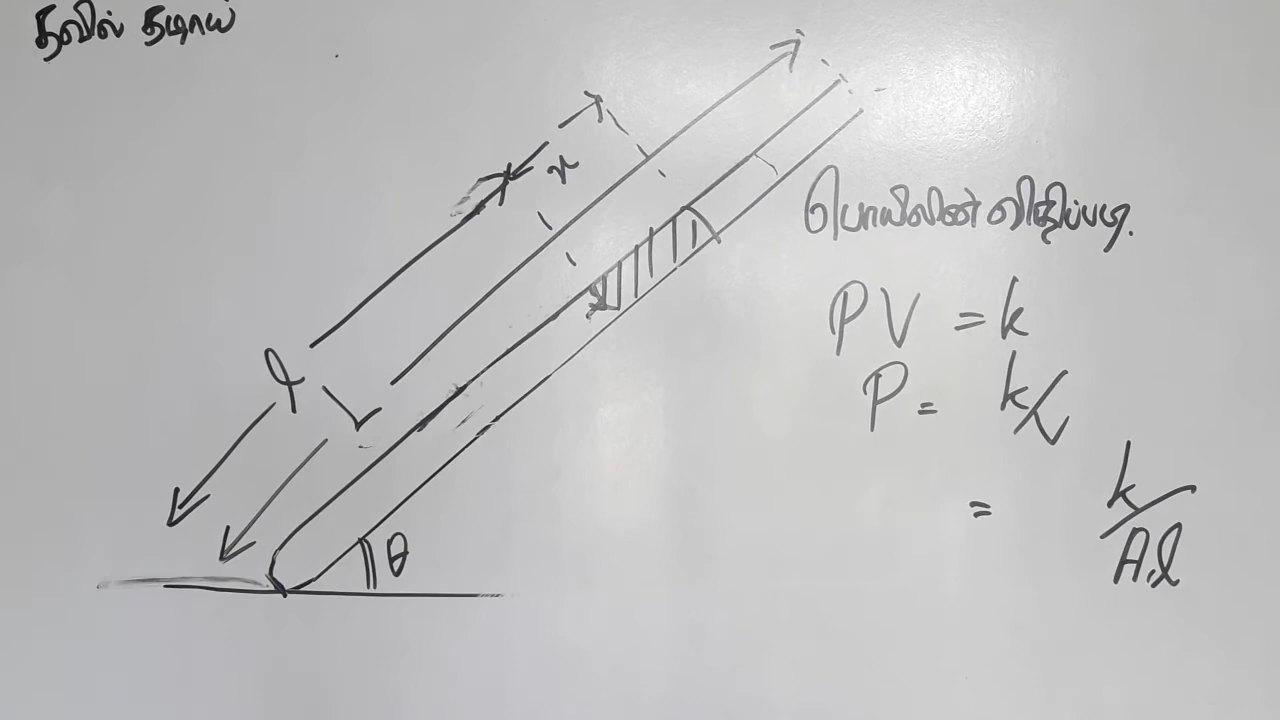 குவில் குழாய்
x
l
θ
பொயிலின் விதிப்படி.
PV = k
P = k/V
= k/A.l